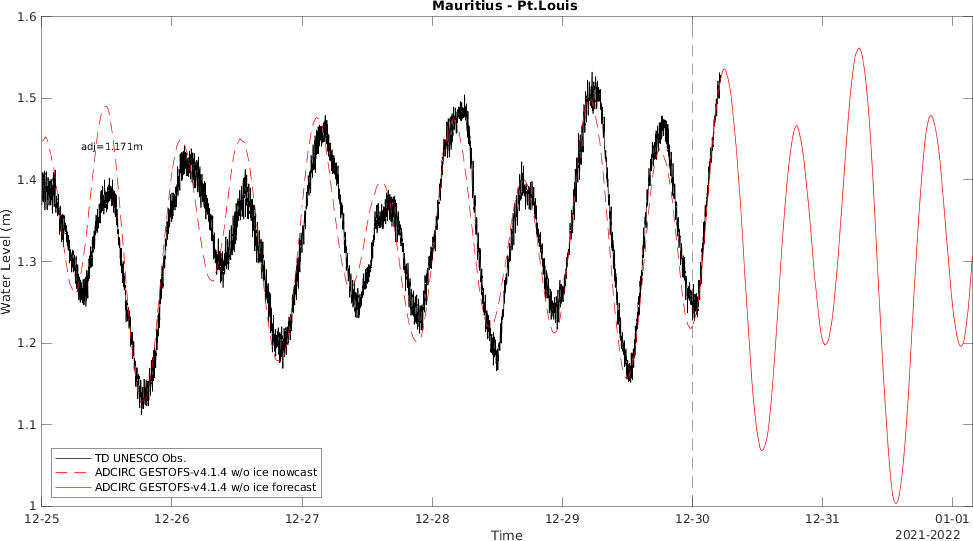 Mauritius - Pt.Louis
1.6
1.5
1.4
1.3
1.2
1.1
1
Water Level (m)
adj=1.171m
TD UNESCO Obs.
ADCIRC GESTOFS-v4.1.4 w/o ice nowcast
ADCIRC GESTOFS-v4.1.4 w/o ice forecast
12-25 12-26 12-27 12-28 12-29 12-30 12-31 01-01
Time
2021-2022